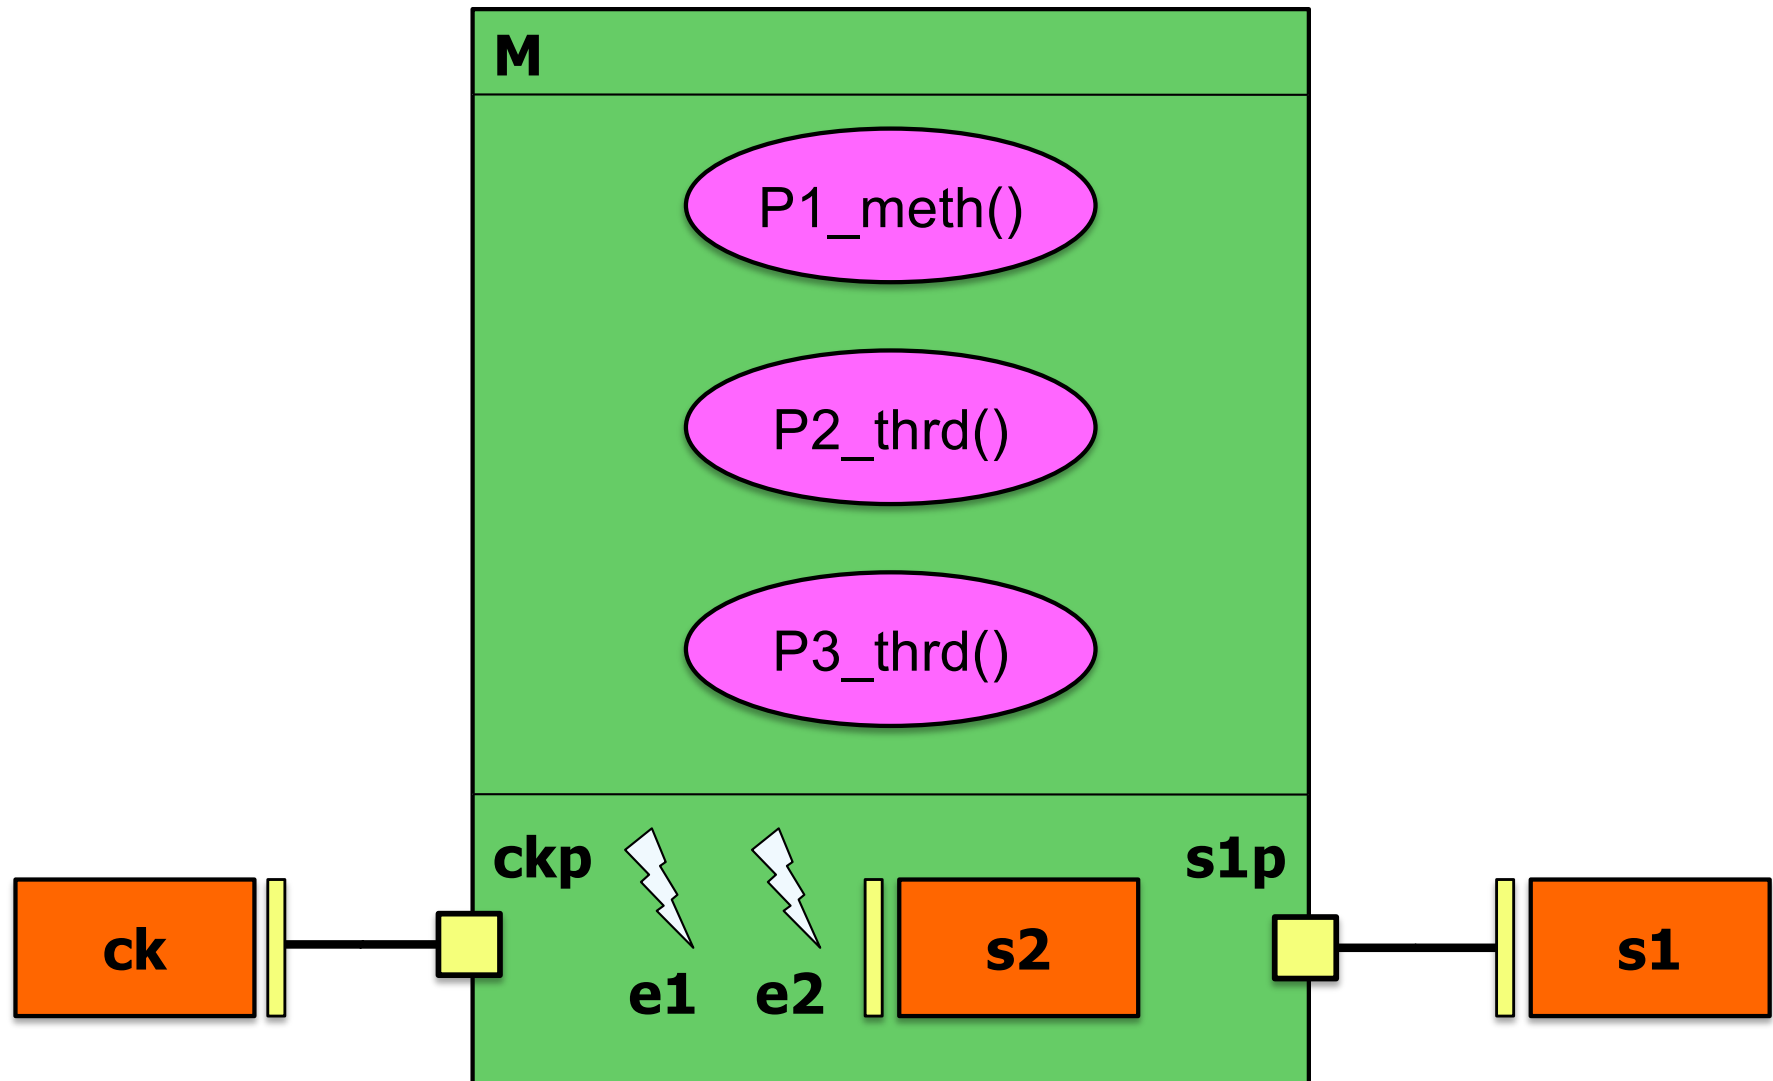 M
P1_meth()
P2_thrd()
P3_thrd()
ckp
s1p
ck
s2
s1
e1
e2